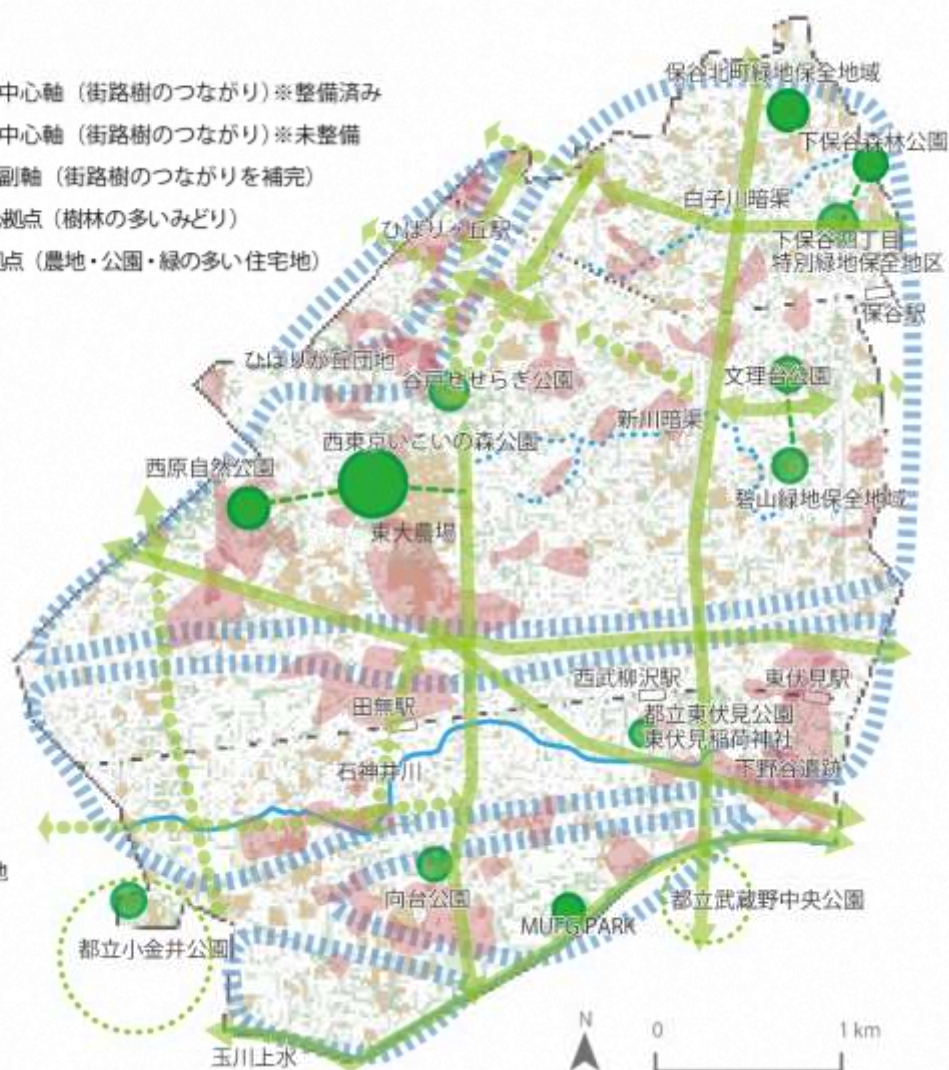 中心軸（街路樹のつながり）※整備済み
中心軸（街路樹のつながり）※未整備
副軸（街路樹のつながりを補完）
拠点（樹林の多いみどり）
点（農地・公園・緑の多い住宅地）
保谷北町緑地保全地域
下保谷森林公園
白子川暗渠
ひばりヶ丘駅
下保谷四丁目
特別緑地保全地区
保谷駅
ひばりが丘団地
谷戸せせらぎ公園
文理台公園
新川暗渠
西東京いこいの森公園
西原自然公園
碧山緑地保全地域
東大農場
西武柳沢駅
東伏見駅
田無駅
都立東伏見公園
東伏見稲荷神社
石神井川
下野谷遺跡
地
向台公園
都立武蔵野中央公園
MUFG PARK
都立小金井公園
N
0
1 km
玉川上水